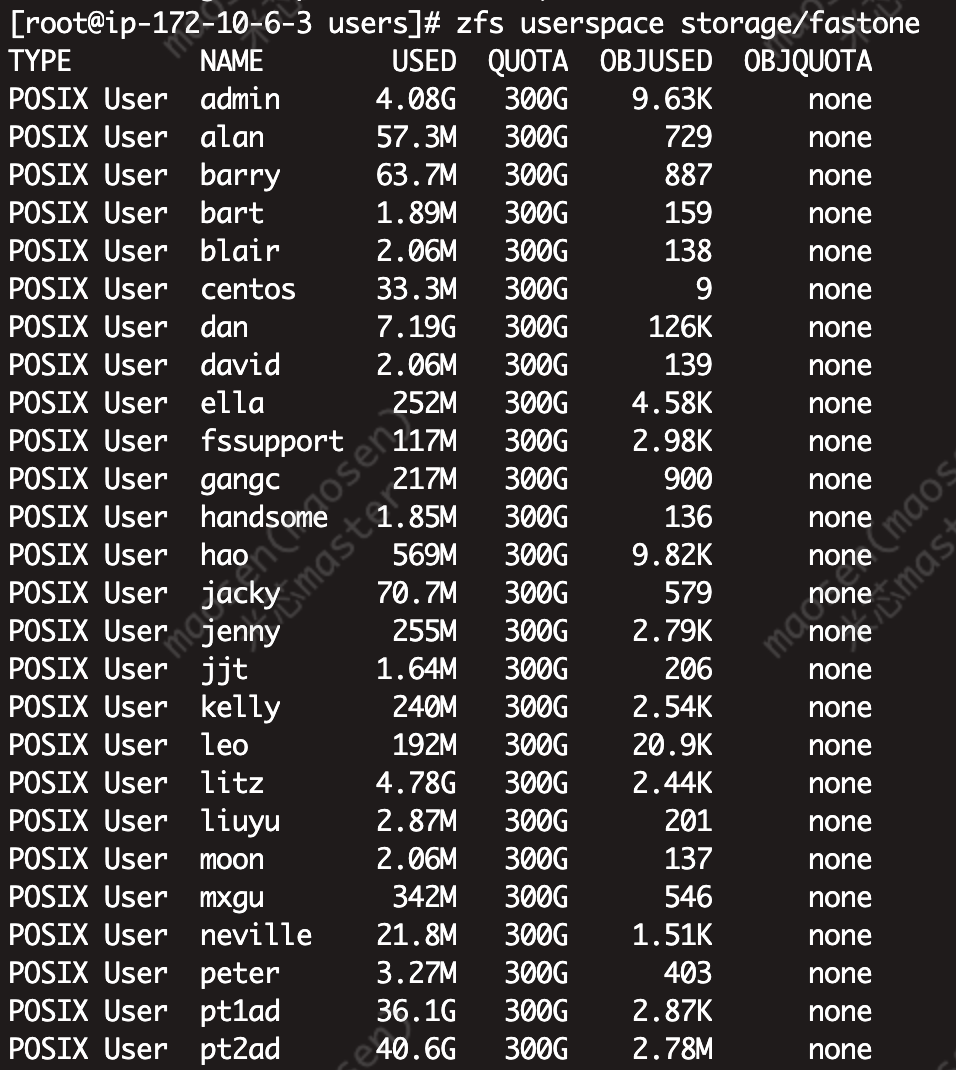 [root@ip-172-10-6-3 users]# zfs userspace storage/fastone
TYPE        NAME       USED  QUOTA  OBJUSED  OBJQUOTA
POSIX User  admin     4.08G   300G    9.63K      none
POSIX User  alan      57.3M   300G      729      none
POSIX User  barry     63.7M   300G      887      none
POSIX User  bart      1.89M   300G      159      none
POSIX User  blair     2.06M   300G      138      none
POSIX User  centos    33.3M   300G        9      none
POSIX User  dan       7.19G   300G     126K      none
POSIX User  david     2.06M   300G      139      none
POSIX User  ella       252M   300G    4.58K      none
POSIX User  fssupport  117M   300G    2.98K      none
POSIX User  gangc      217M   300G      900      none
POSIX User  handsome  1.85M   300G      136      none
POSIX User  hao        569M   300G    9.82K      none
POSIX User  jacky     70.7M   300G      579      none
POSIX User  jenny      255M   300G    2.79K      none
POSIX User  jjt       1.64M   300G      206      none
POSIX User  kelly      240M   300G    2.54K      none
POSIX User  leo        192M   300G    20.9K      none
POSIX User  litz      4.78G   300G    2.44K      none
POSIX User  liuyu     2.87M   300G      201      none
POSIX User  moon      2.06M   300G      137      none
POSIX User  mxgu       342M   300G      546      none
POSIX User  neville   21.8M   300G    1.51K      none
POSIX User  peter     3.27M   300G      403      none
POSIX User  pt1ad     36.1G   300G    2.87K      none
POSIX User  pt2ad     40.6G   300G    2.78M      none
maosen(maosen)
master